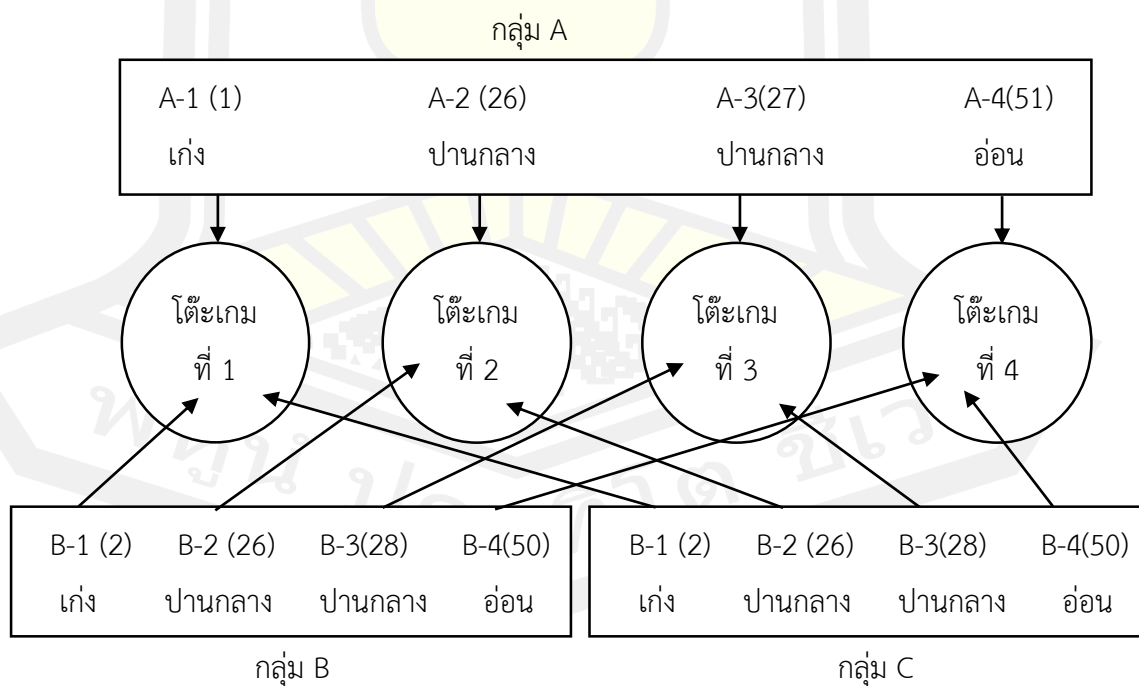 กลุ่ม A
A-1 (1) A-2 (26) A-3(27) A-4(51)
เก่ง ปานกลาง ปานกลาง อ่อน
โต๊ะเกม โต๊ะเกม โต๊ะเกม โต๊ะเกม
ที่ 1 ที่ 2 ที่ 3 ที่ 4
B-1 (2) B-2 (26) B-3(28) B-4(50) B-1 (2) B-2 (26) B-3(28) B-4(50)
เก่ง ปานกลาง ปานกลาง อ่อน เก่ง ปานกลาง ปานกลาง อ่อน
กลุ่ม B กลุ่ม C